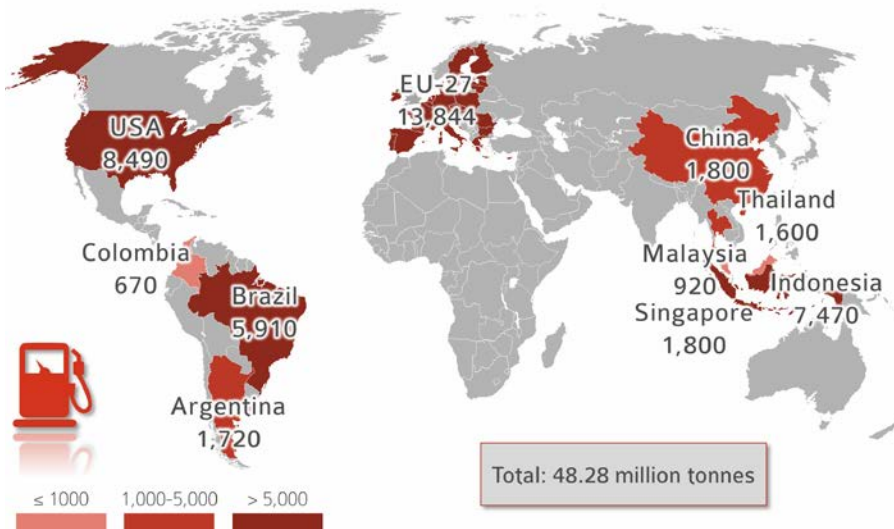 EU-27
13,844
USA
8,490
China
1,800
Thailand
1,600
Colombia
670
Malaysia
920
Indonesia
7,470
Brazil
5,910
Singapore
1,800
Argentina
1,720
Total: 48.28 million tonnes
≤ 1000
1,000-5,000
> 5,000